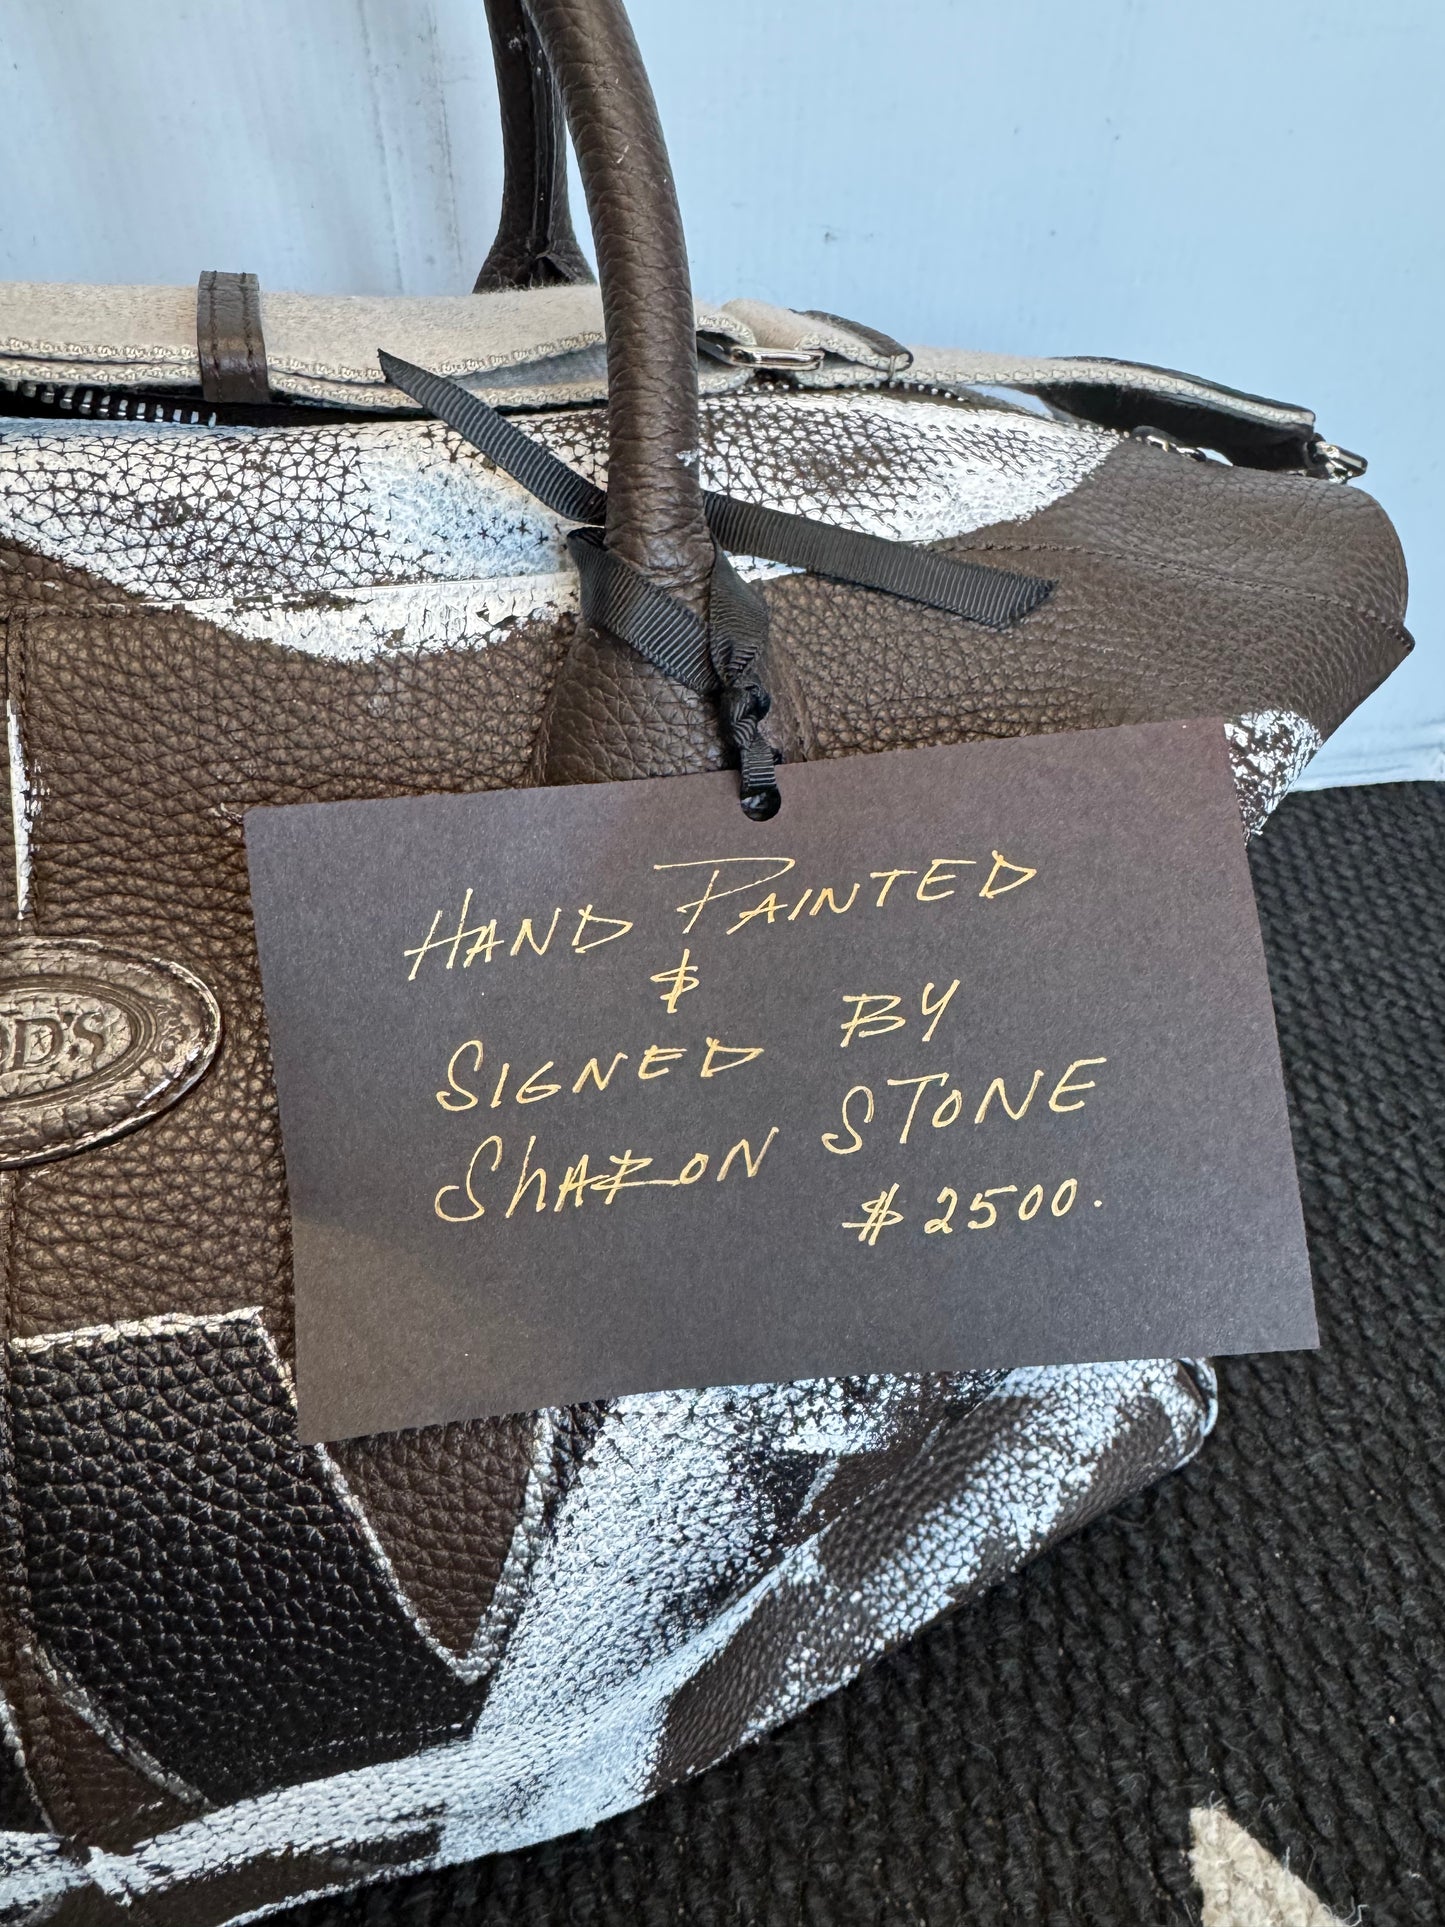 HAND PAINTED
&
SIGNED BY
SHARON STONE
$2500.
D'S